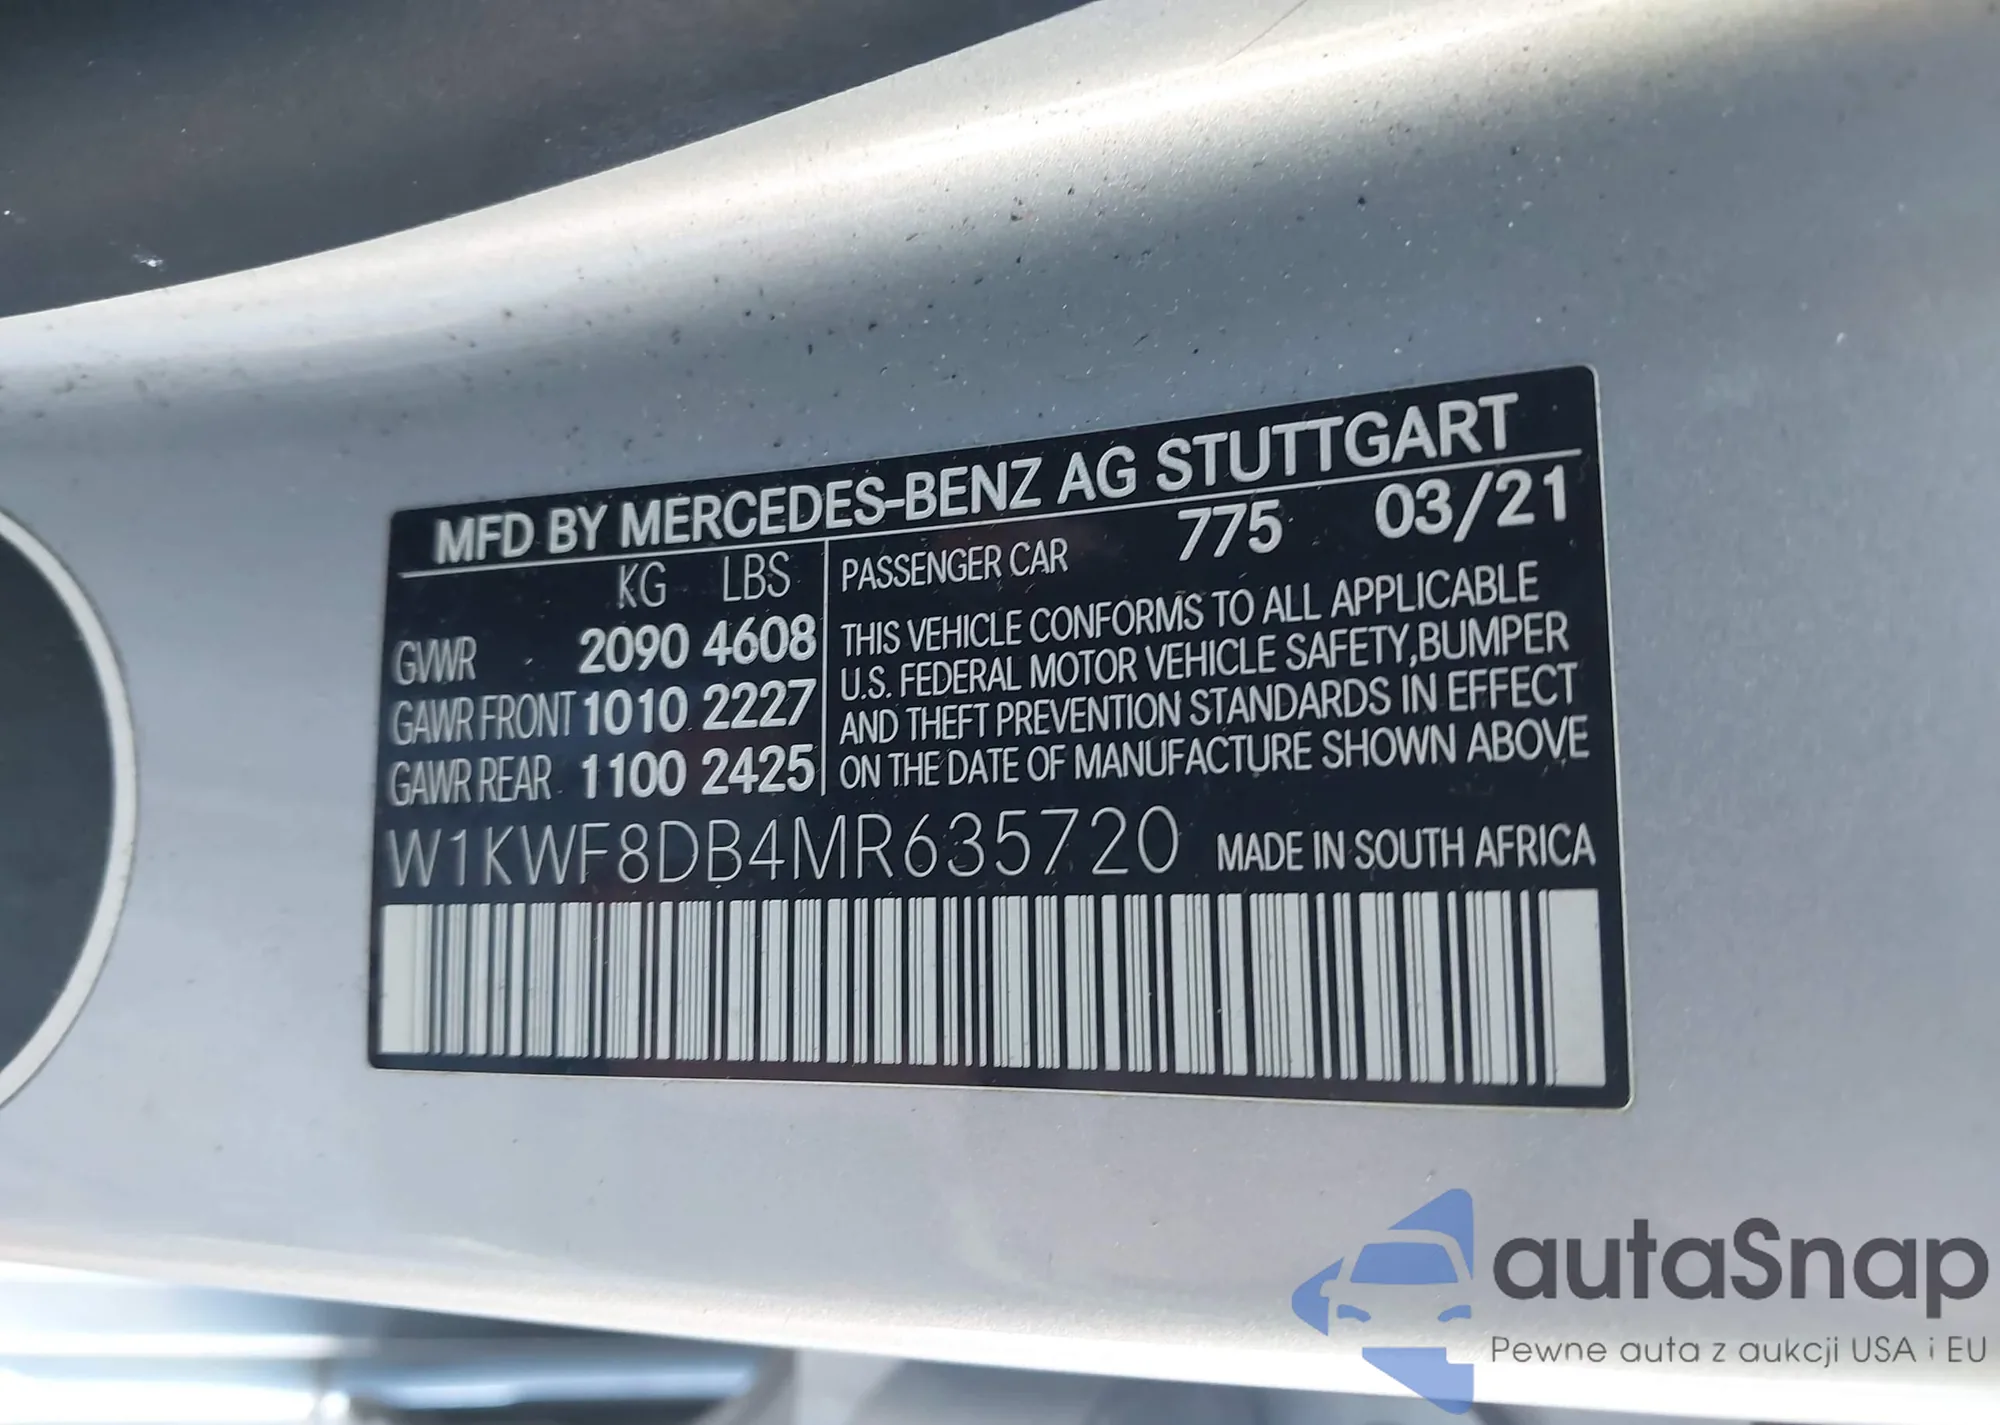 MFD BY MERCEDES-BENZ AG STUTTGART
KG LBS
GVWR 2090 4608
GAWR FRONT 1010 2227
GAWR REAR 1100 2425
PASSENGER CAR 775 03/21
THIS VEHICLE CONFORMS TO ALL APPLICABLE
U.S. FEDERAL MOTOR VEHICLE SAFETY,BUMPER
AND THEFT PREVENTION STANDARDS IN EFFECT
ON THE DATE OF MANUFACTURE SHOWN ABOVE
W1KWF8DB4MR635720 MADE IN SOUTH AFRICA
autaSnap
Pewne auta z aukcji USA i EU